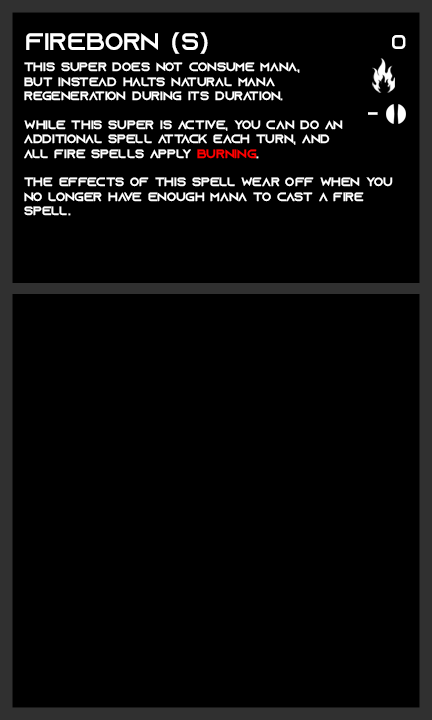 FIREBORN (S)
0
THIS SUPER DOES NOT CONSUME MANA,
BUT INSTEAD HALTS NATURAL MANA
REGENERATION DURING ITS DURATION.
WHILE THIS SUPER IS ACTIVE, YOU CAN DO AN
ADDITIONAL SPELL ATTACK EACH TURN, AND
ALL FIRE SPELLS APPLY BURNING.
THE EFFECTS OF THIS SPELL WEAR OFF WHEN YOU
NO LONGER HAVE ENOUGH MANA TO CAST A FIRE
SPELL.